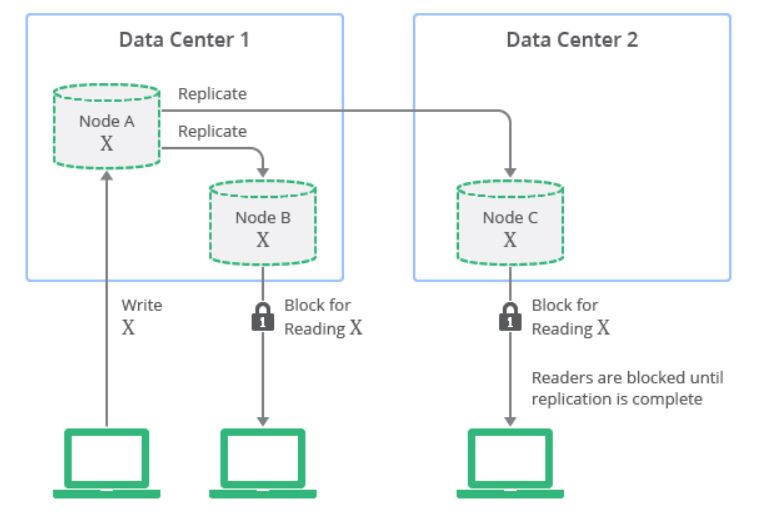 Data Center 1
Data Center 2
Replicate
Node A
X
Replicate
Node B
X
Node C
X
Write
X
1
Block for
Reading X
1
Block for
Reading X
Readers are blocked until
replication is complete